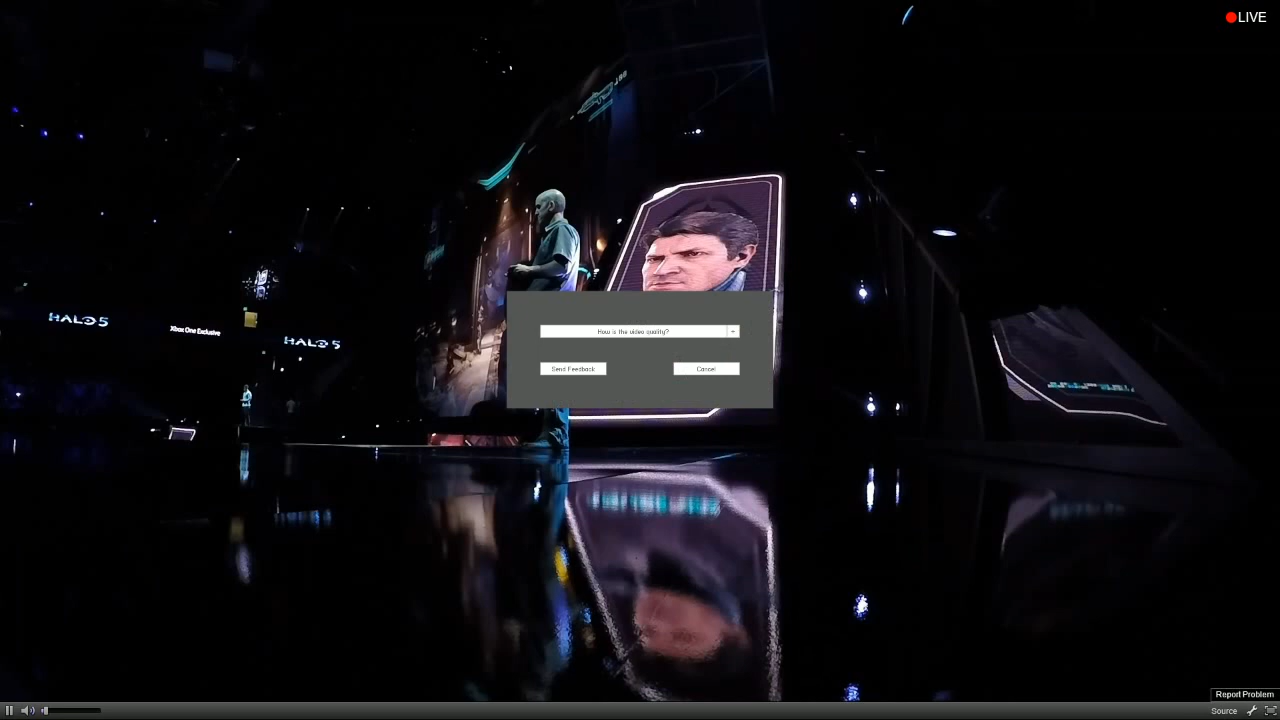 LIVE
HALO 5
Xbox One Exclusive
HALO 5
How is the video quality?
Send Feedback
Cancel
Report Problem
Source